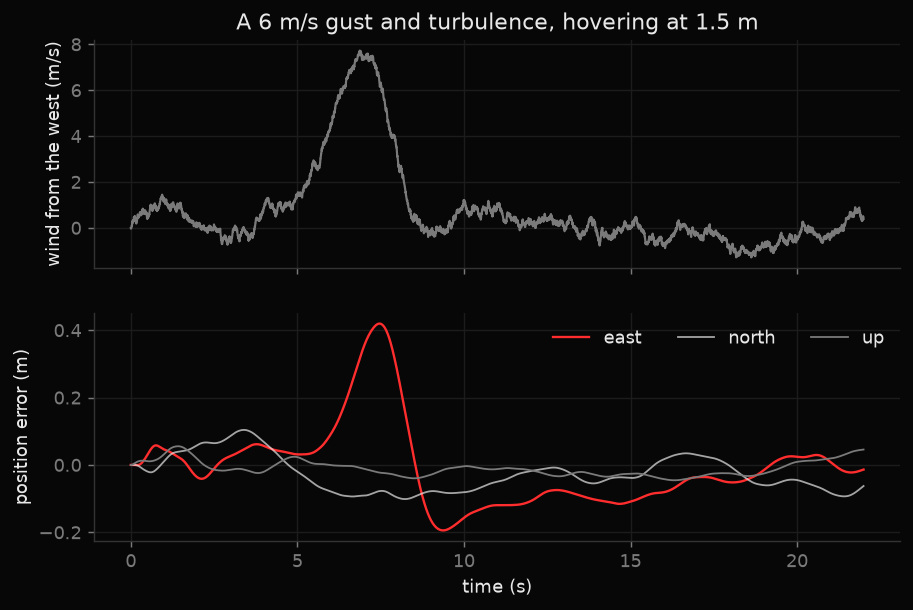 A 6 m/s gust and turbulence, hovering at 1.5 m
wind from the west (m/s)
8
6
4
2
0
position error (m)
0.4
0.2
0.0
−0.2
east north up
0 5 10 15 20
time (s)